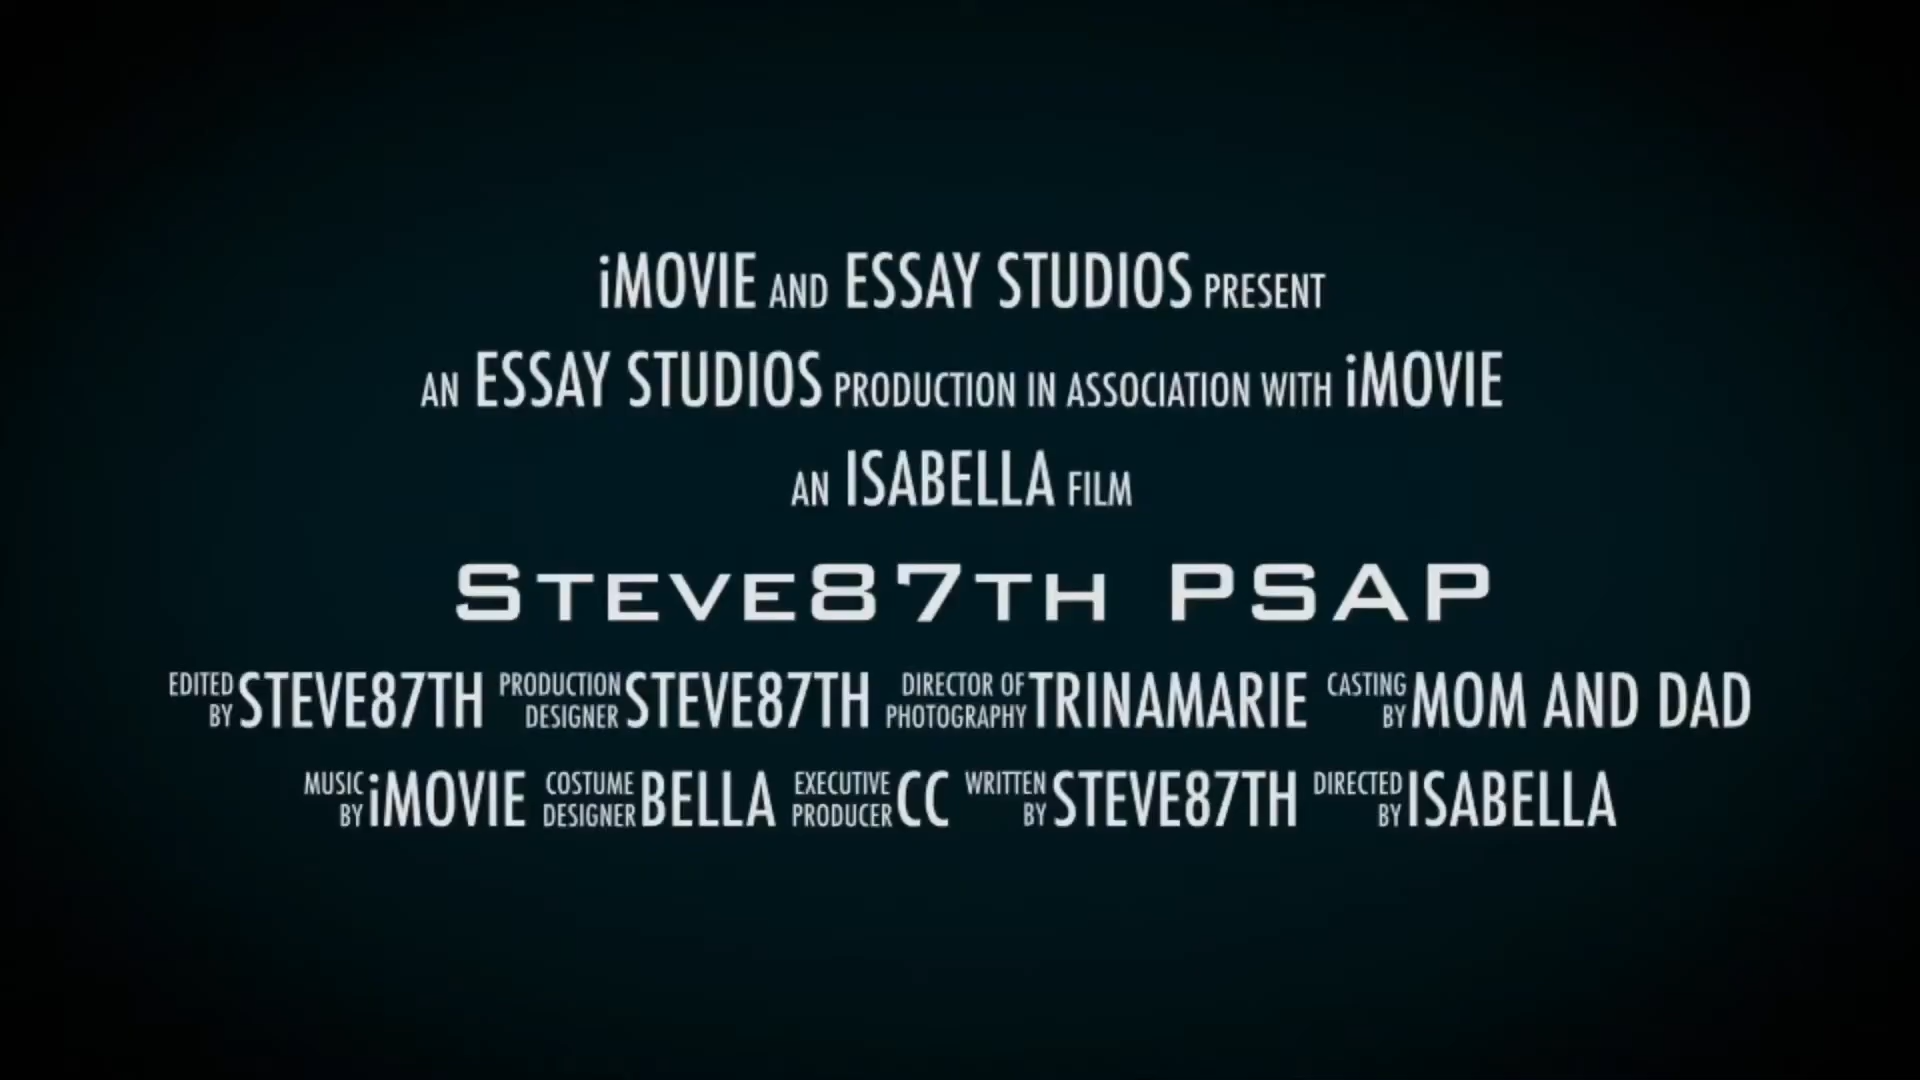 iMOVIE AND ESSAY STUDIOS PRESENT
AN ESSAY STUDIOS PRODUCTION IN ASSOCIATION WITH iMOVIE
AN ISABELLA FILM
STEVE87TH PSAP
EDITED BY STEVE87TH PRODUCTION DESIGNER STEVE87TH DIRECTOR OF PHOTOGRAPHY TRINAMARIE CASTING BY MOM AND DAD
MUSIC BY iMOVIE COSTUME DESIGNER BELLA EXECUTIVE PRODUCER CC WRITTEN BY STEVE87TH DIRECTED BY ISABELLA